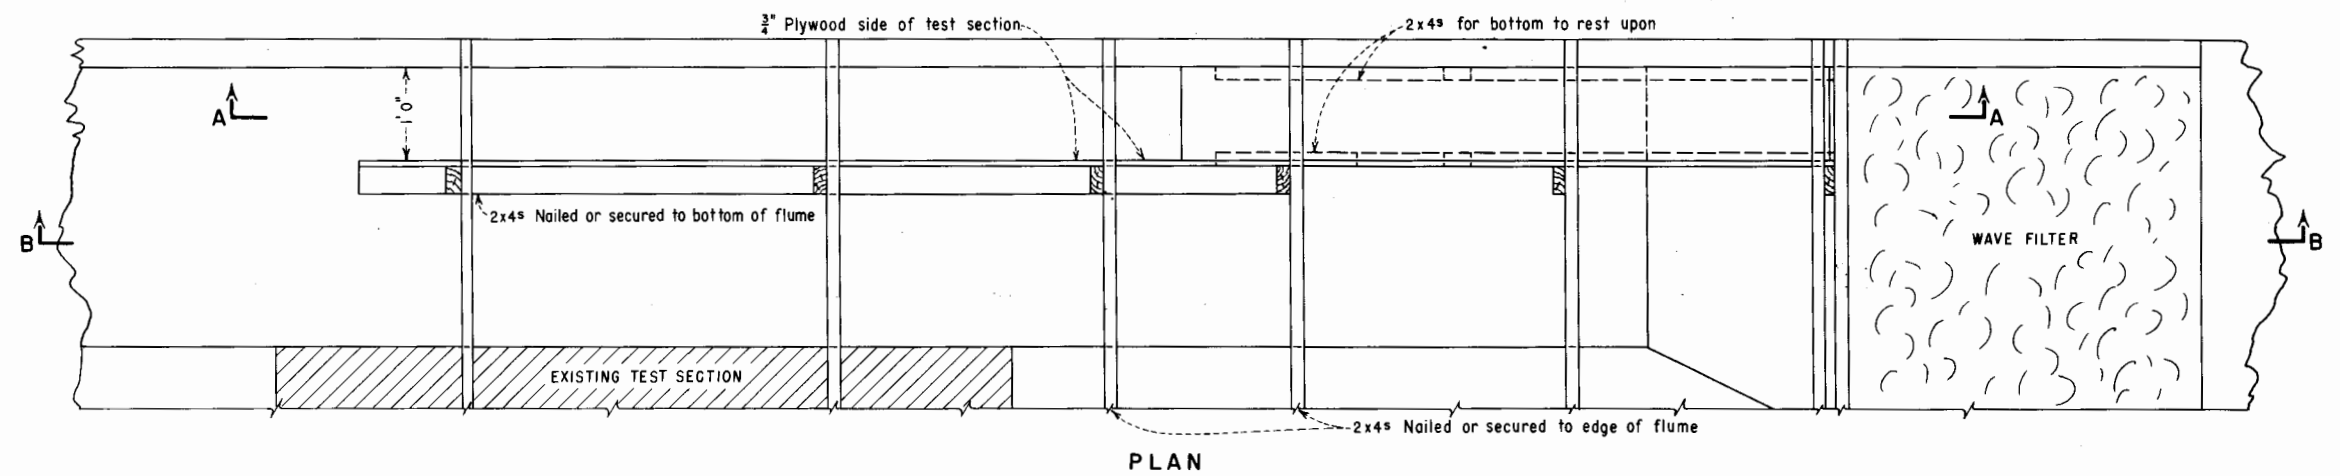 3/4" Plywood side of test section
2x4s for bottom to rest upon
A
1'0"
A
2x4s Nailed or secured to bottom of flume
B
WAVE FILTER
B
EXISTING TEST SECTION
2x4s Nailed or secured to edge of flume
PLAN